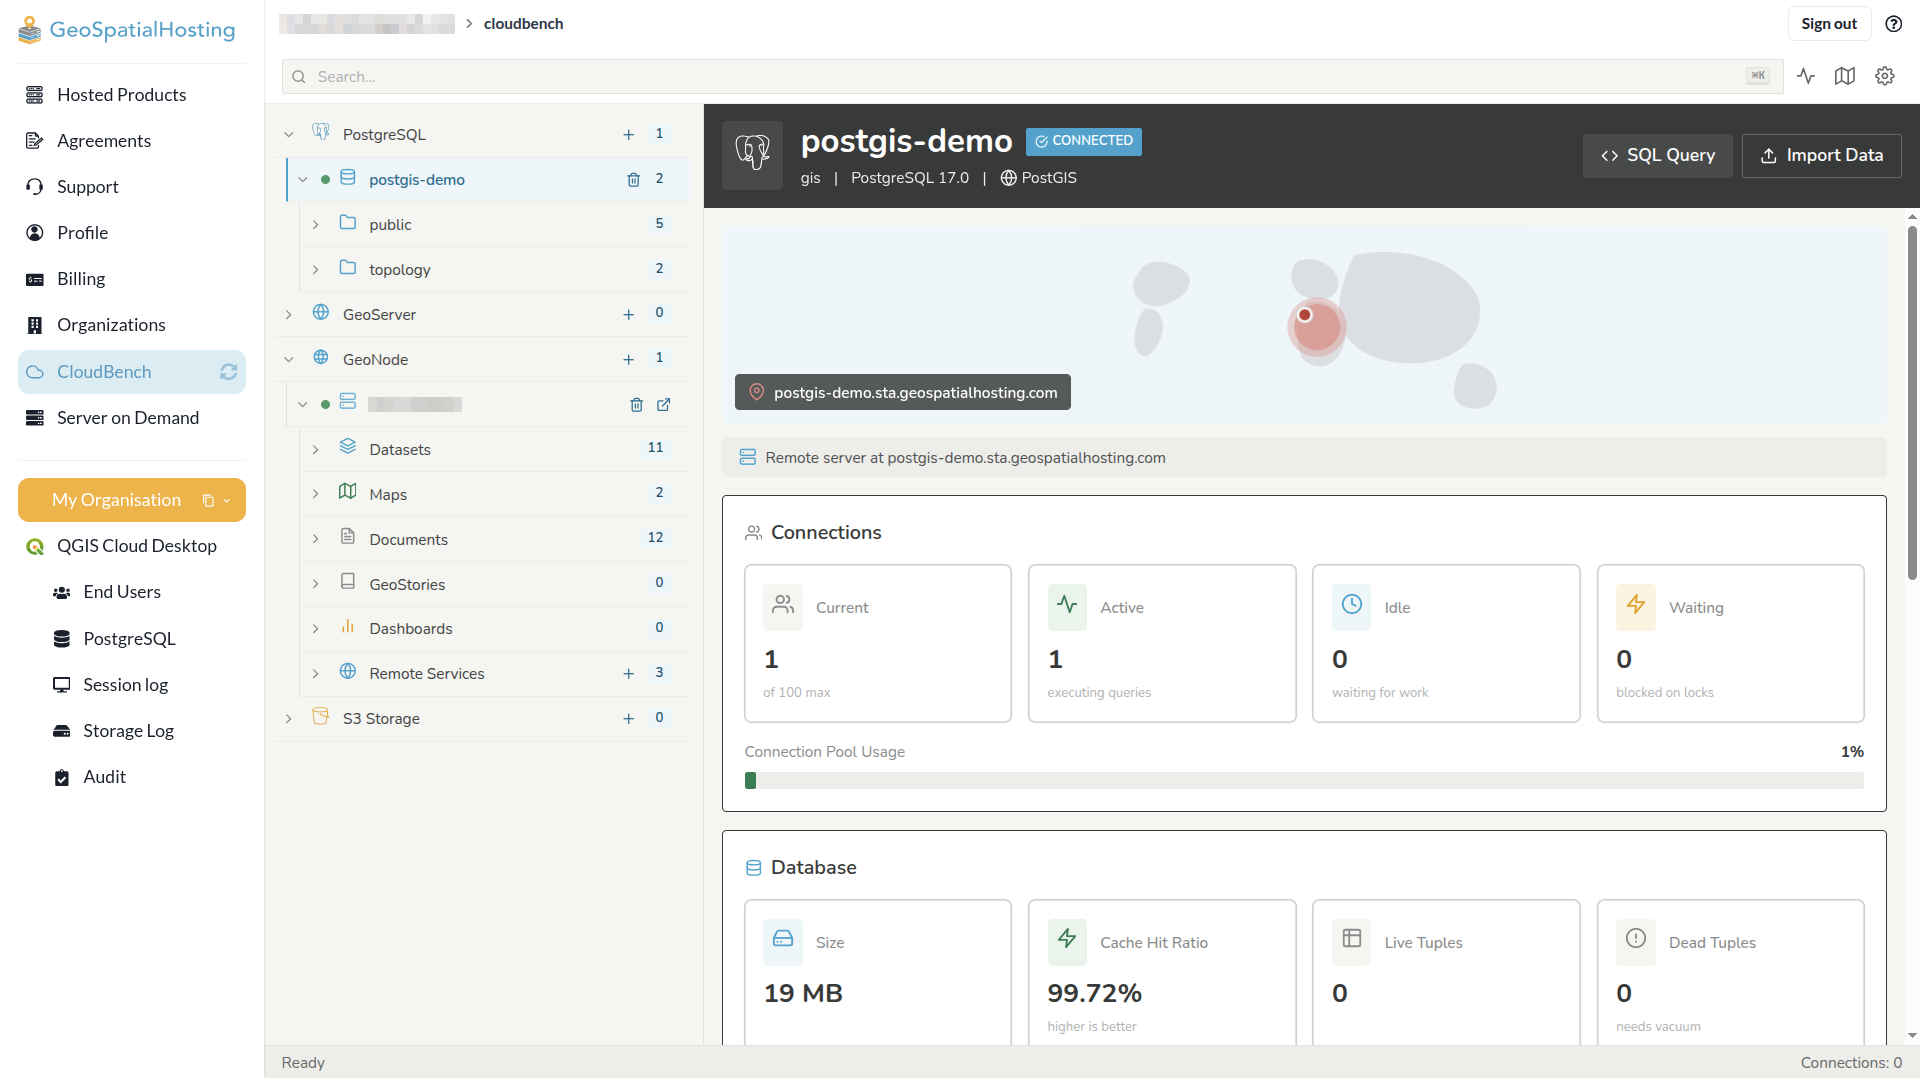 GeoSpatialHosting
Hosted Products
Agreements
Support
Profile
Billing
Organizations
CloudBench
Server on Demand
My Organisation
QGIS Cloud Desktop
End Users
PostgreSQL
Session log
Storage Log
Audit
cloudbench
Sign out
Search...
⌘K
PostgreSQL 1
postgis-demo 2
public 5
topology 2
GeoServer 0
GeoNode 1
Datasets 11
Maps 2
Documents 12
GeoStories 0
Dashboards 0
Remote Services 3
S3 Storage 0
postgis-demo CONNECTED
gis | PostgreSQL 17.0 | PostGIS
SQL Query
Import Data
postgis-demo.sta.geospatialhosting.com
Remote server at postgis-demo.sta.geospatialhosting.com
Connections
Current
1
of 100 max
Active
1
executing queries
Idle
0
waiting for work
Waiting
0
blocked on locks
Connection Pool Usage 1%
Database
Size
19 MB
Cache Hit Ratio
99.72%
higher is better
Live Tuples
0
Dead Tuples
0
needs vacuum
Ready
Connections: 0